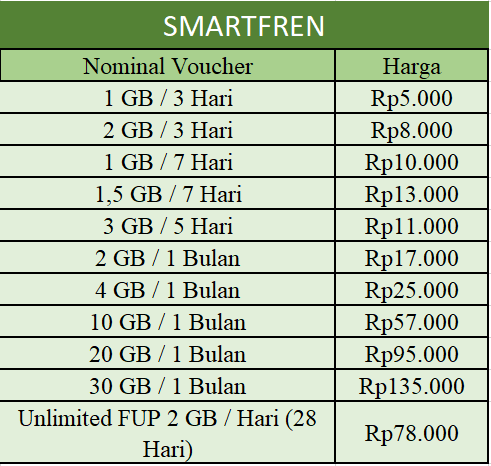 SMARTFREN
Nominal Voucher Harga
1 GB / 3 Hari Rp5.000
2 GB / 3 Hari Rp8.000
1 GB / 7 Hari Rp10.000
1,5 GB / 7 Hari Rp13.000
3 GB / 5 Hari Rp11.000
2 GB / 1 Bulan Rp17.000
4 GB / 1 Bulan Rp25.000
10 GB / 1 Bulan Rp57.000
20 GB / 1 Bulan Rp95.000
30 GB / 1 Bulan Rp135.000
Unlimited FUP 2 GB / Hari (28
Hari) Rp78.000